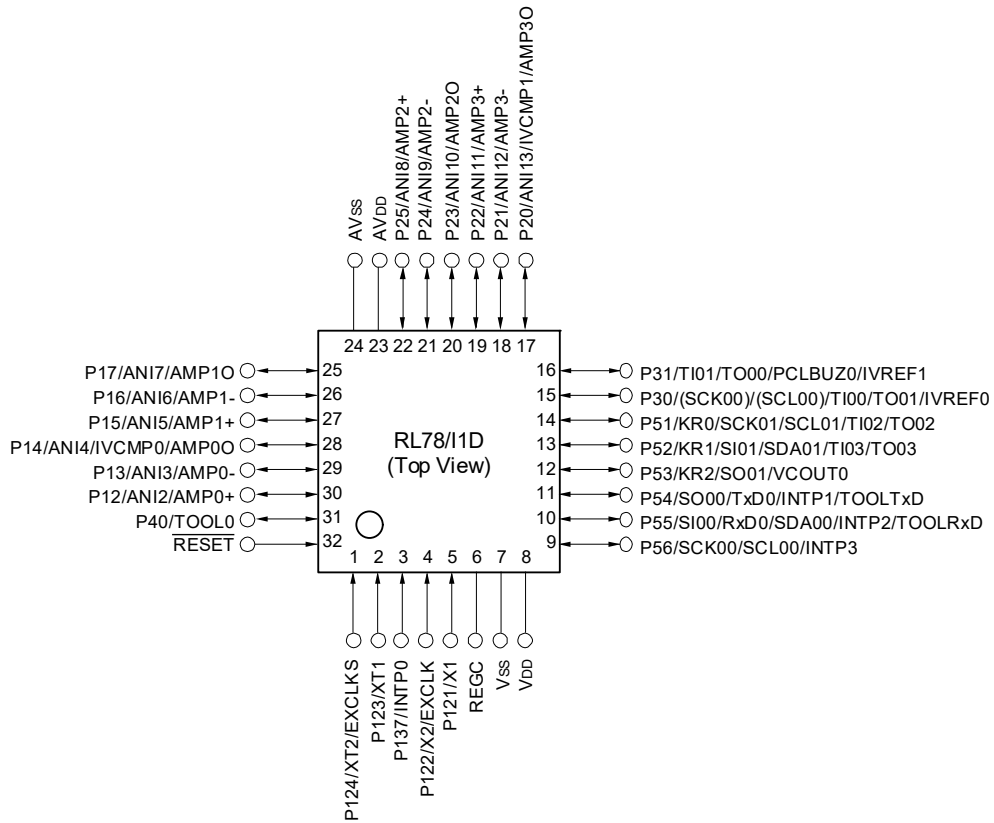 AVSS
AVDD
P25/ANI8/AMP2+
P24/ANI9/AMP2-
P23/ANI10/AMP2O
P22/ANI11/AMP3+
P21/ANI12/AMP3-
P20/ANI13/IVCMP1/AMP3O
24 23 22 21 20 19 18 17
P17/ANI7/AMP1O 25
P16/ANI6/AMP1- 26
P15/ANI5/AMP1+ 27
P14/ANI4/IVCMP0/AMP0O 28
P13/ANI3/AMP0- 29
P12/ANI2/AMP0+ 30
P40/TOOL0 31
RESET 32
RL78/I1D
(Top View)
16 P31/TI01/TO00/PCLBUZ0/IVREF1
15 P30/(SCK00)/(SCL00)/TI00/TO01/IVREF0
14 P51/KR0/SCK01/SCL01/TI02/TO02
13 P52/KR1/SI01/SDA01/TI03/TO03
12 P53/KR2/SO01/VCOUT0
11 P54/SO00/TxD0/INTP1/TOOLTxD
10 P55/SI00/RxD0/SDA00/INTP2/TOOLRxD
9 P56/SCK00/SCL00/INTP3
1 2 3 4 5 6 7 8
P124/XT2/EXCLKS
P123/XT1
P137/INTP0
P122/X2/EXCLK
P121/X1
REGC
VSS
VDD